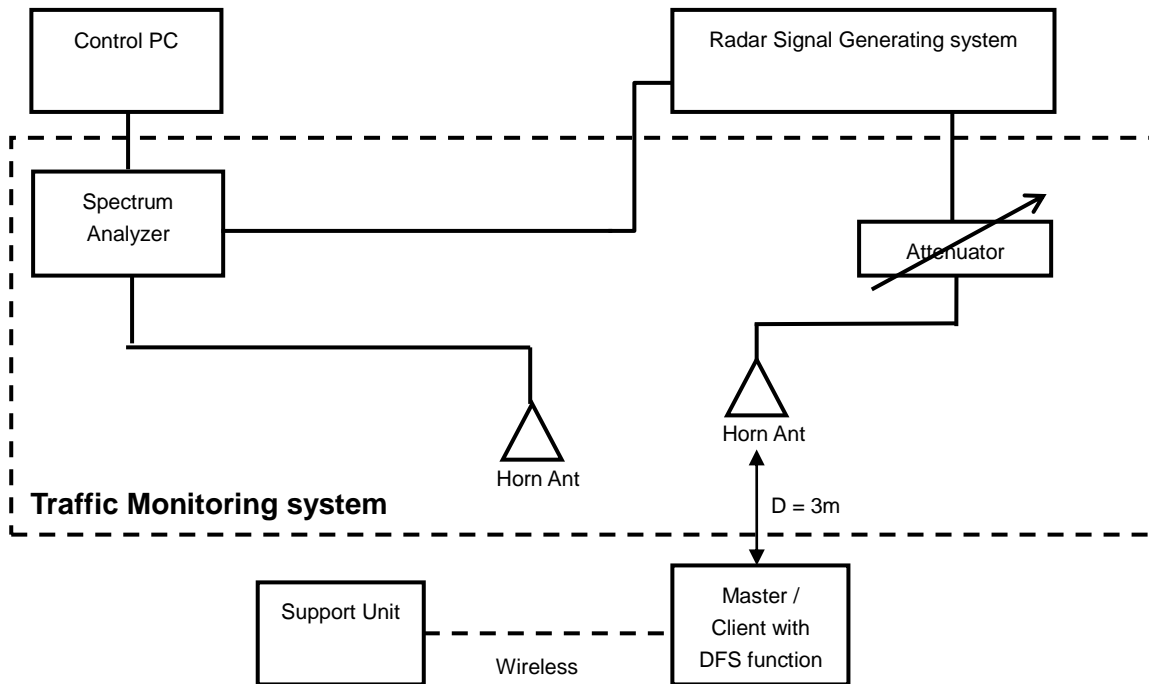 Control PC
Radar Signal Generating system
Spectrum
Analyzer
Attenuator
Horn Ant
Horn Ant
Traffic Monitoring system
D = 3m
Support Unit
Wireless
Master /
Client with
DFS function